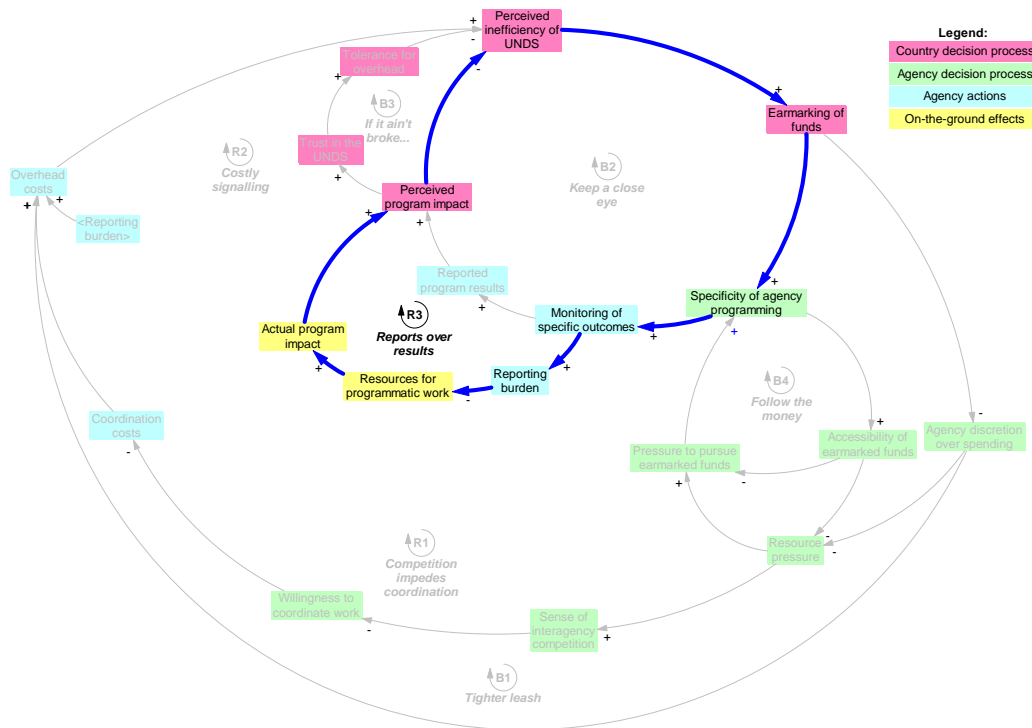 Perceived
inefficiency of
UNDS
+
-
Legend:
Country decision process
Agency decision process
Agency actions
On-the-ground effects
Tolerance for
overhead
+
-
+
Earmarking of
funds
B3
If it ain't
broke...
R2
Costly
signalling
Trust in the
UNDS
+
B2
Keep a close
eye
Overhead
costs
+
+
Perceived
program impact
+
+
<Reporting
burden>
Reported
program results
+
+
Specificity of agency
programming
+
R3
Reports over
results
Monitoring of
specific outcomes
+
Actual program
impact
+
Resources for
programmatic work
-
Reporting
burden
+
B4
Follow the
money
-
Coordination
costs
-
+
Accessibility of
earmarked funds
Agency discretion
over spending
Pressure to pursue
earmarked funds
-
+
-
-
R1
Competition
impedes
coordination
Resource
pressure
Willingness to
coordinate work
-
Sense of
interagency
competition
+
B1
Tighter leash